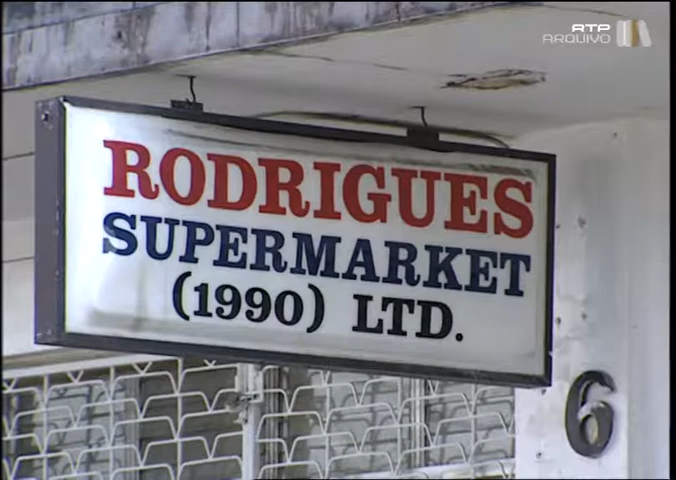 RTP
ARQUIVO
RODRIGUES
SUPERMARKET
(1990) LTD.
6